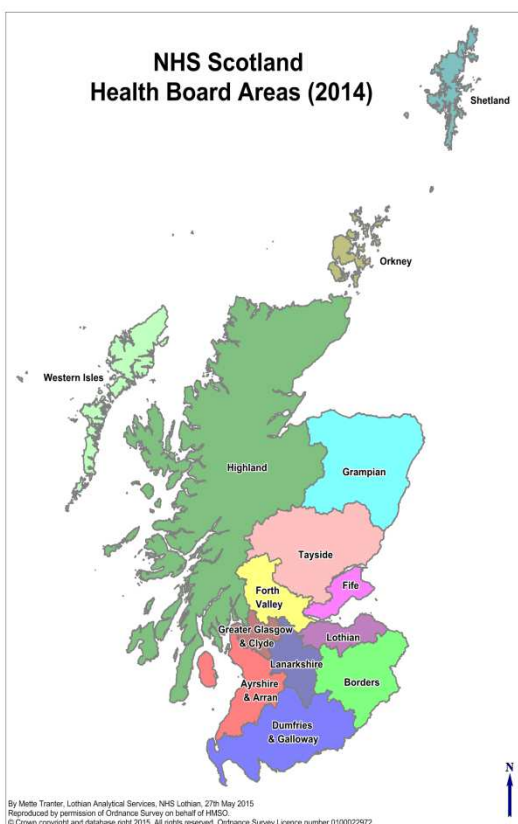 NHS Scotland
Health Board Areas (2014)
Shetland
Orkney
Western Isles
Highland
Grampian
Tayside
Fife
Forth
Valley
Greater Glasgow
& Clyde
Lothian
Lanarkshire
Ayrshire
& Arran
Borders
Dumfries
& Galloway
N
By Mette Tranter, Lothian Analytical Services, NHS Lothian, 27th May 2015
Reproduced by permission of Ordnance Survey on behalf of HMSO.
© Crown copyright and database right 2015. All rights reserved. Ordnance Survey Licence number 0100022972